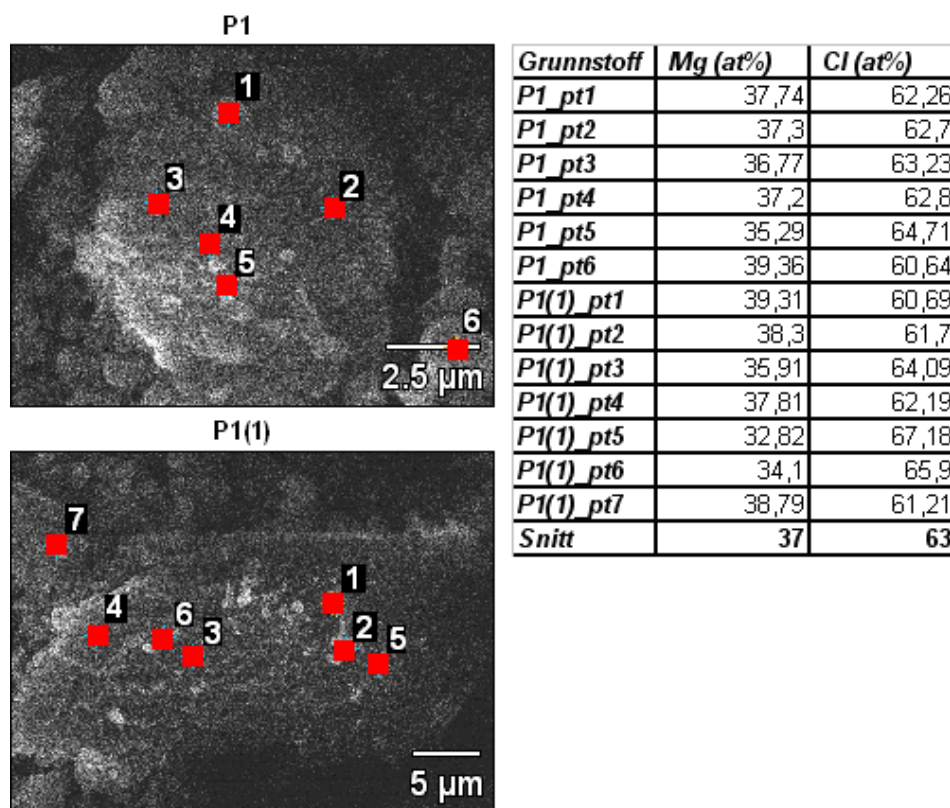 P1
1
3
2
4
5
6
2.5 µm
P1(1)
7
1
4
6
3
2
5
5 µm
Grunnstoff Mg (at%) Cl (at%)
P1_pt1 37,74 62,26
P1_pt2 37,3 62,7
P1_pt3 36,77 63,23
P1_pt4 37,2 62,8
P1_pt5 35,29 64,71
P1_pt6 39,36 60,64
P1(1)_pt1 39,31 60,69
P1(1)_pt2 38,3 61,7
P1(1)_pt3 35,91 64,09
P1(1)_pt4 37,81 62,19
P1(1)_pt5 32,82 67,18
P1(1)_pt6 34,1 65,9
P1(1)_pt7 38,79 61,21
Snitt 37 63